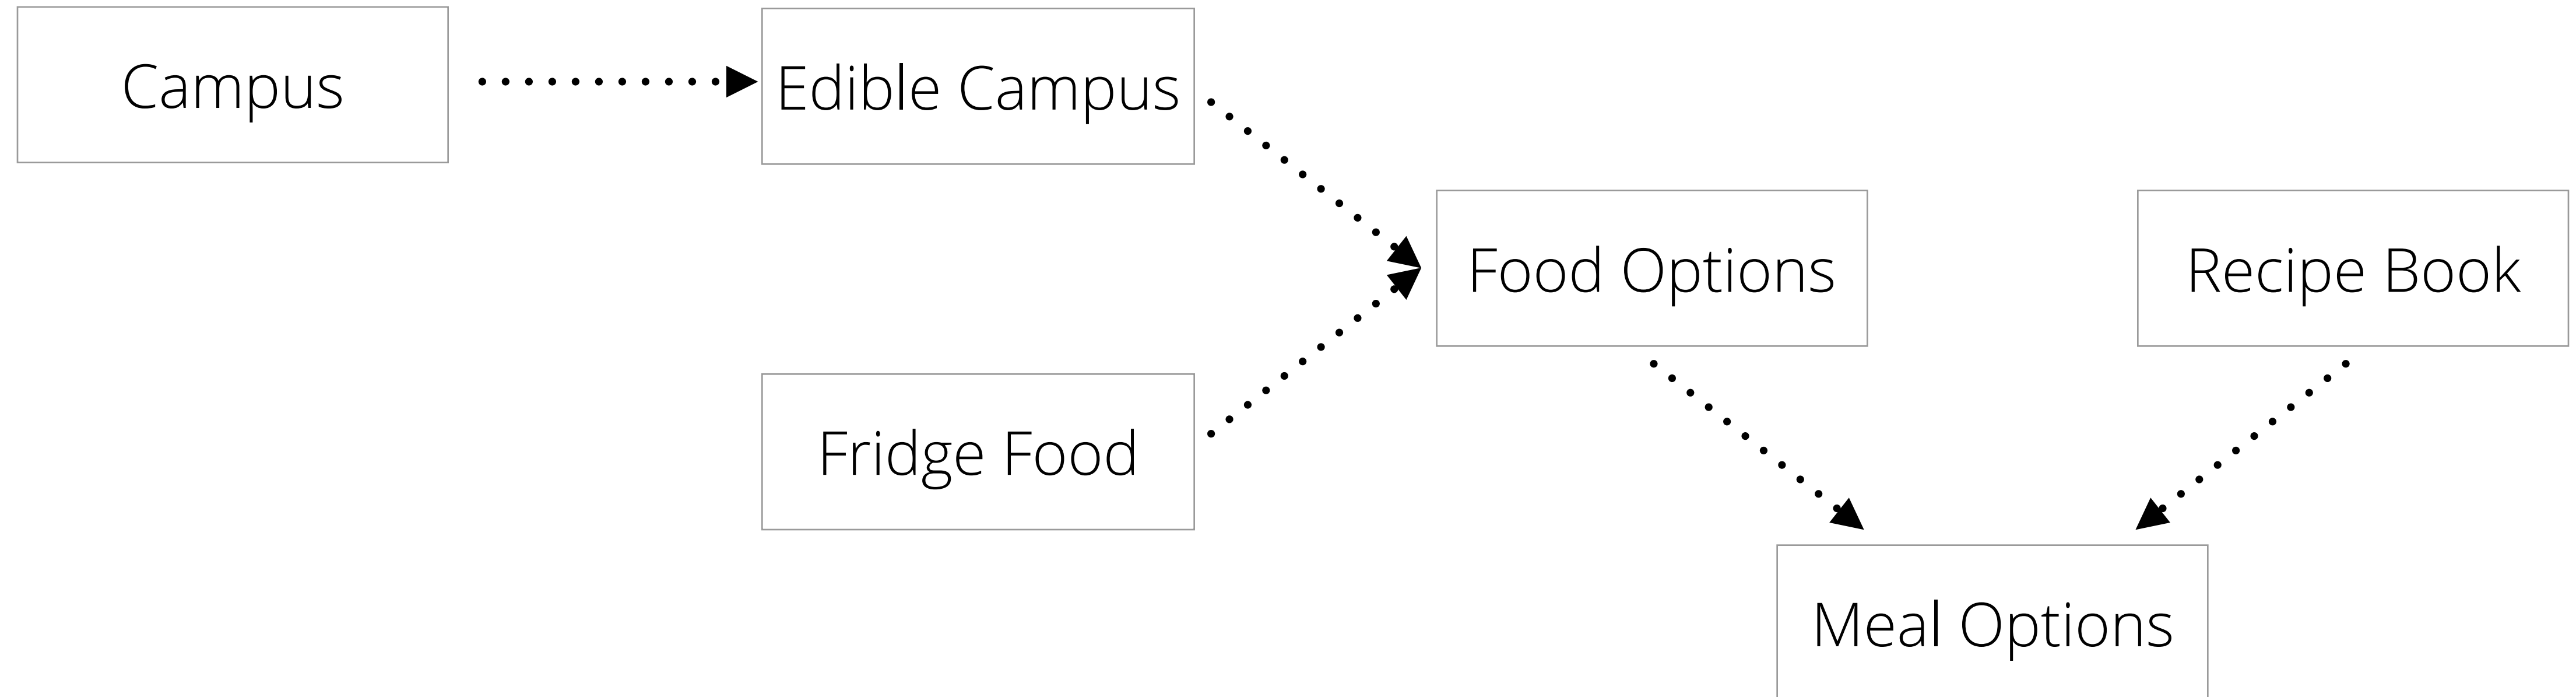 Campus
Edible Campus
Food Options
Recipe Book
Fridge Food
Meal Options